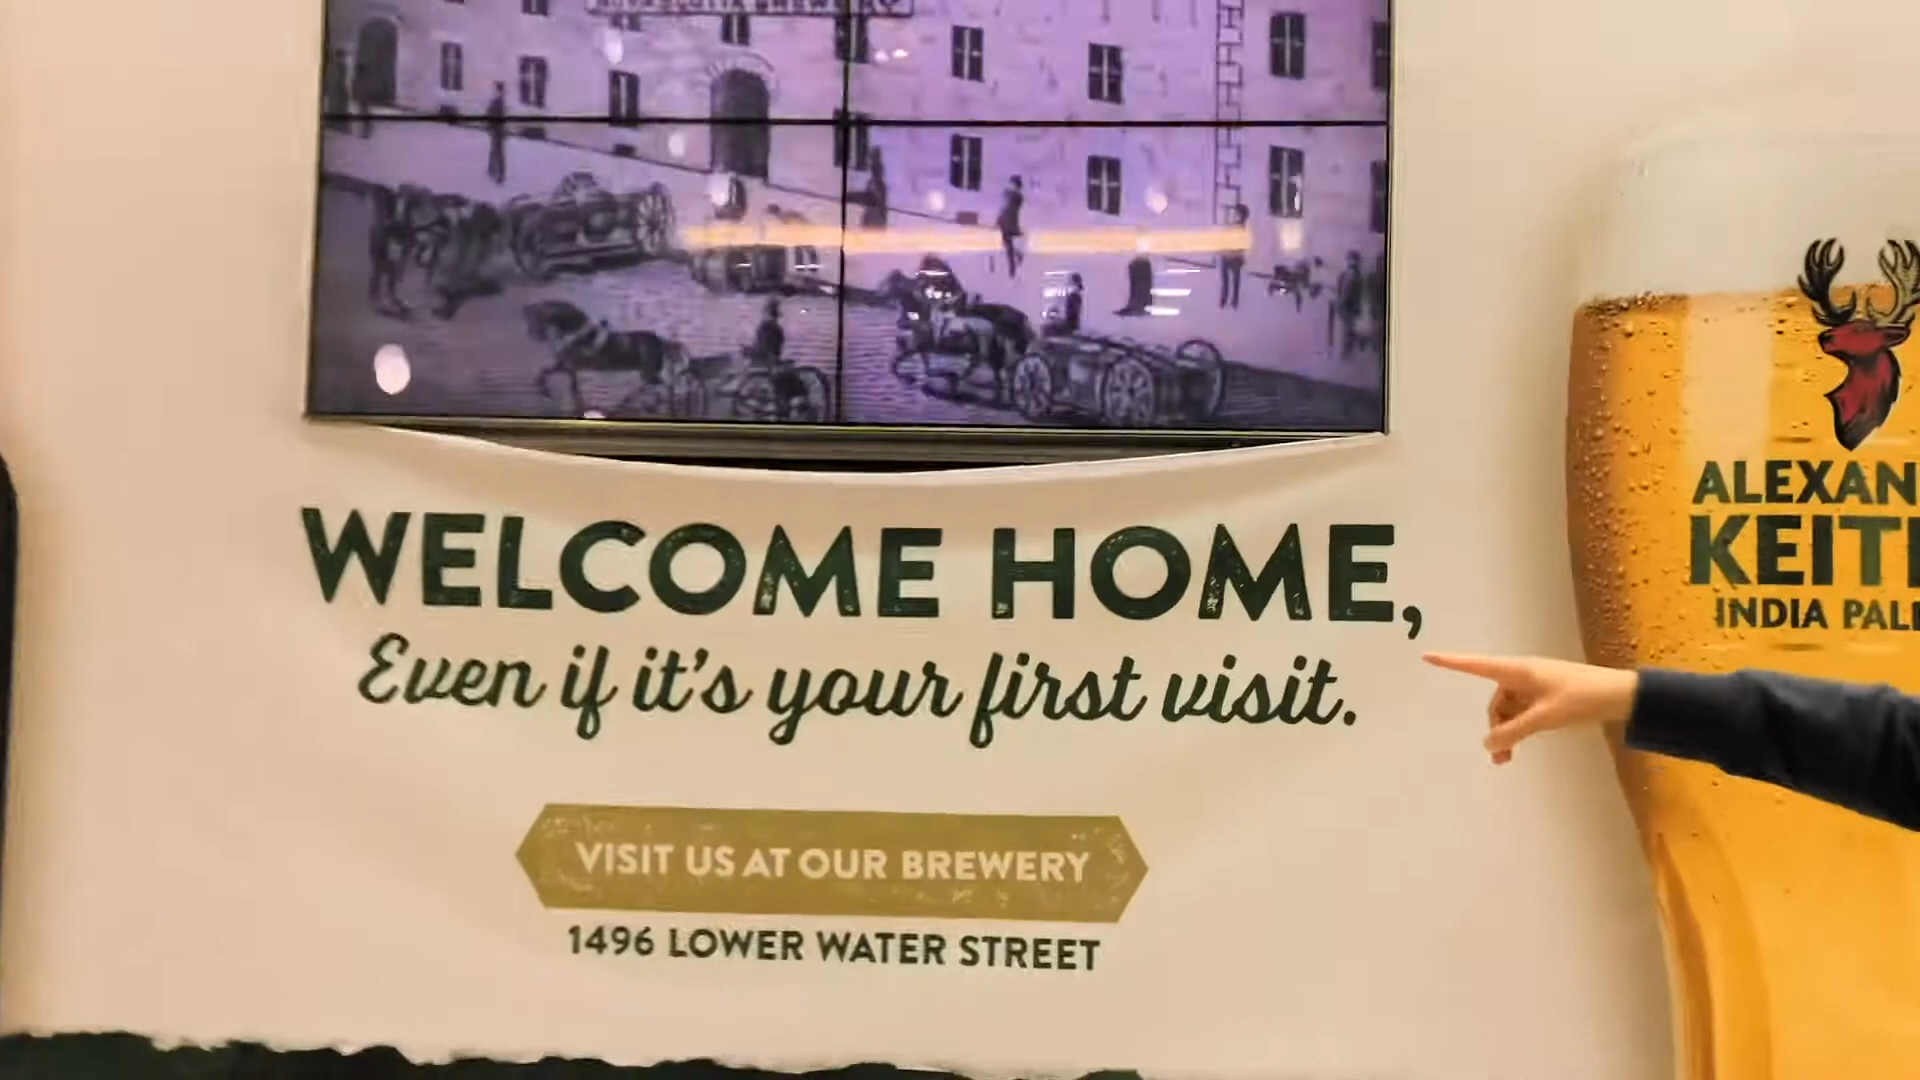 WELCOME HOME,
Even if it's your first visit.
VISIT US AT OUR BREWERY
1496 LOWER WATER STREET
ALEXAN
KEIT
INDIA PAL